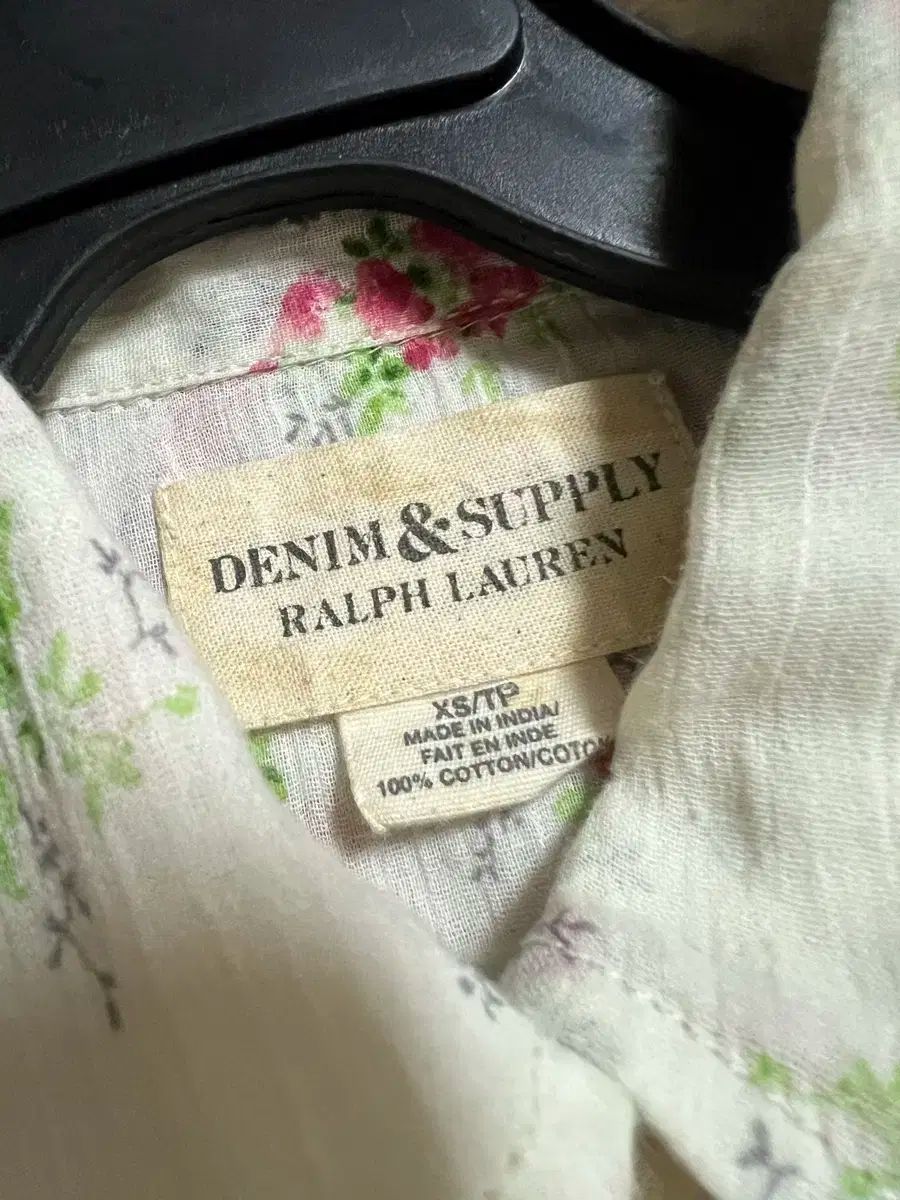 DENIM & SUPPLY
RALPH LAUREN
XS/TP
MADE IN INDIA/
FAIT EN INDE
100% COTTON/COTON